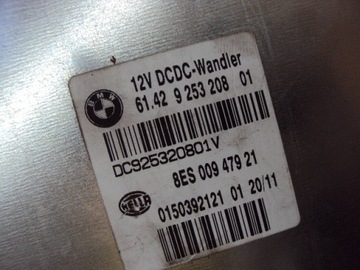 BMW
12V DCDC-Wandler
61.42 9 253 208 01
DC925320801V
8ES 009 479 21
HELLA
0150392121 01 20/11